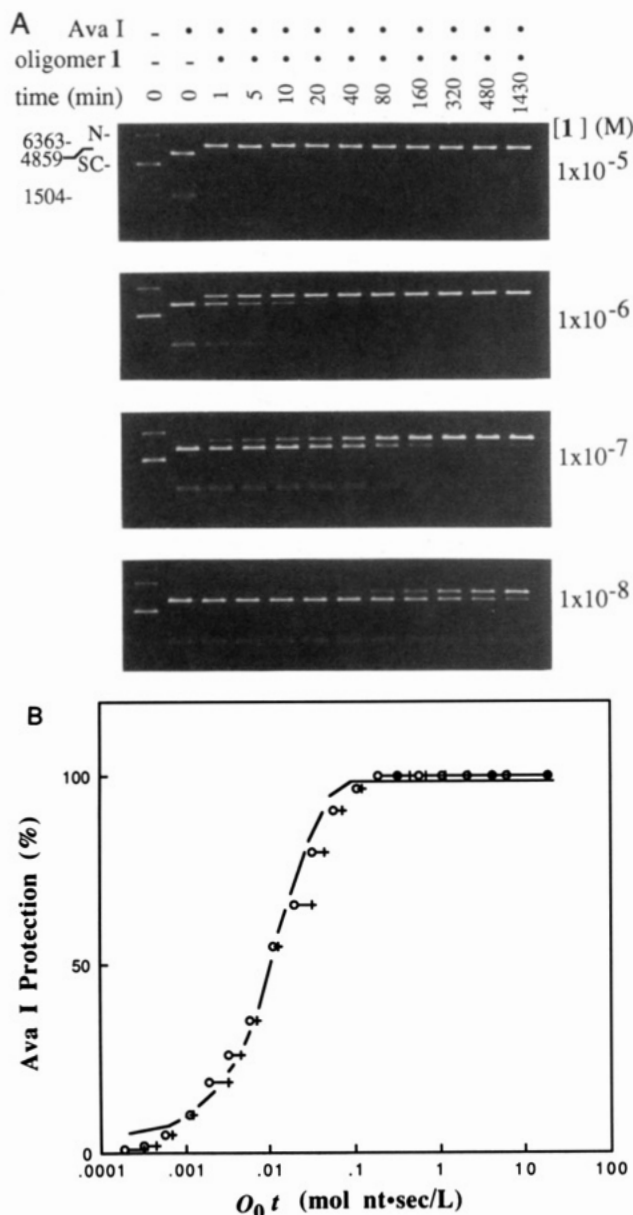 A
Ava I - • • • • • • • • • • •
oligomer 1 - - • • • • • • • • • •
time (min) 0 0 1 5 10 20 40 80 160 320 480 1430
[1] (M)
N-
6363-
4859
SC-
1504-
1x10-5
1x10-6
1x10-7
1x10-8
B
Ava I Protection (%)
100
50
0
.0001 .001 .01 .1 1 10 100
O0 t (mol nt•sec/L)